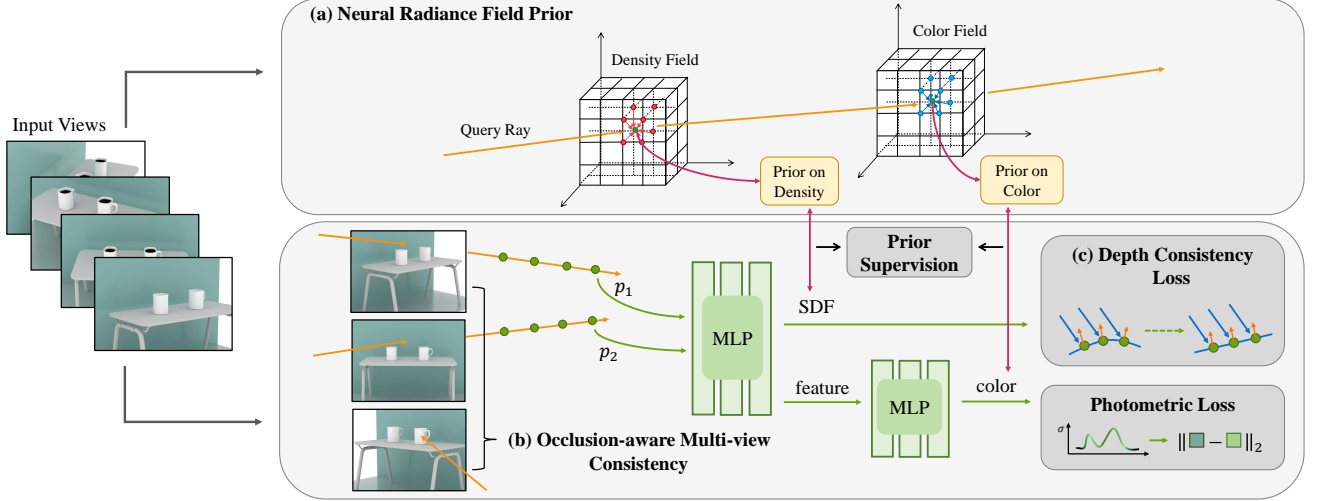 (a) Neural Radiance Field Prior
Color Field
Density Field
Input Views
Query Ray
Prior on
Density
Prior on
Color
Prior
Supervision
(c) Depth Consistency
Loss
p₁
SDF
MLP
p₂
feature
MLP
color
Photometric Loss
(b) Occlusion-aware Multi-view
Consistency
σ
‖ − ‖₂